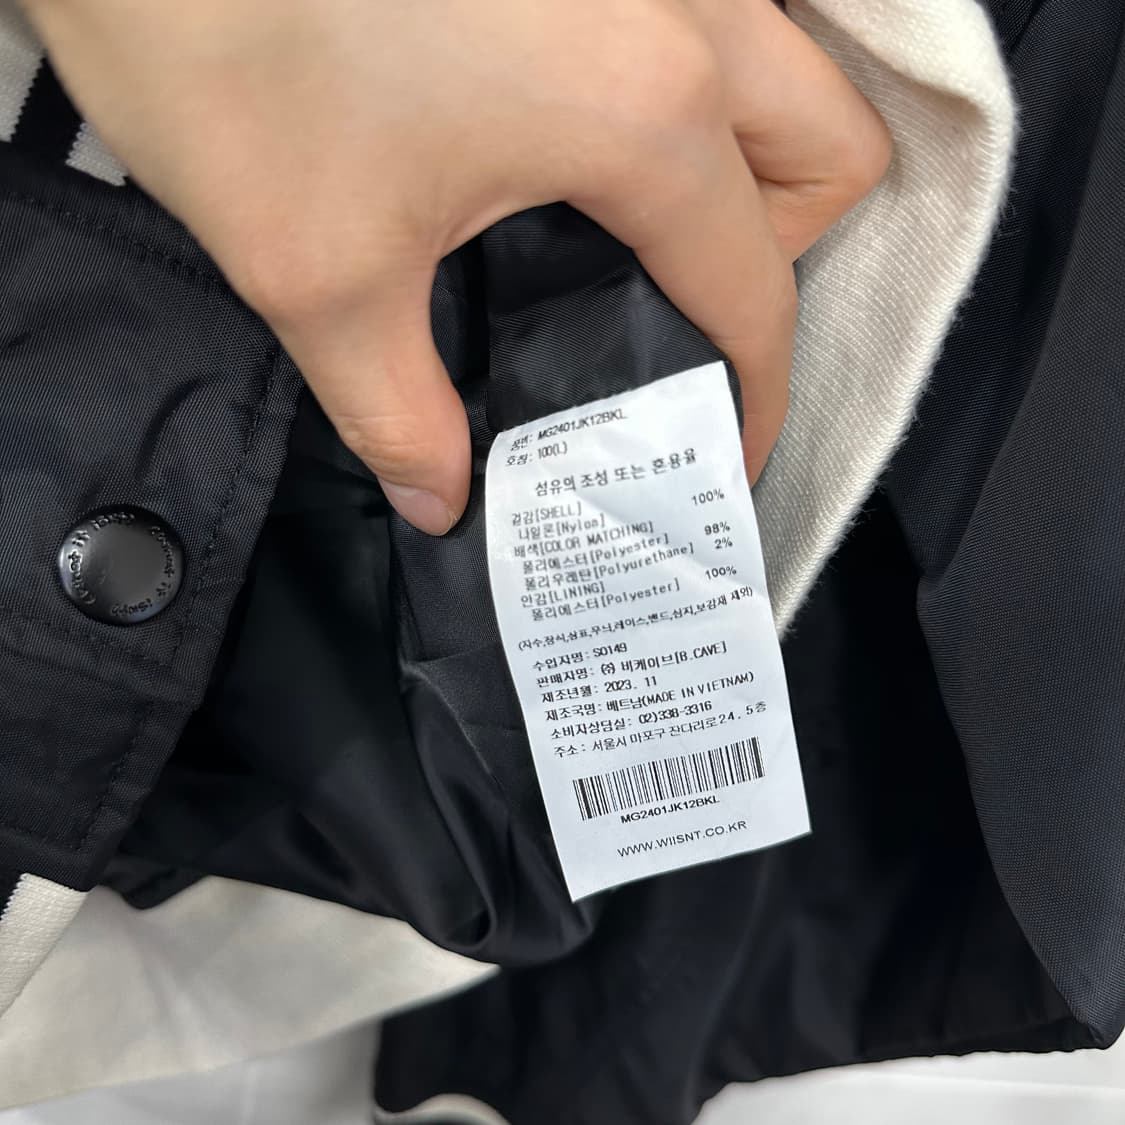 품번: MG2401JK12BKL
호칭: 100(L)
섬유의 조성 또는 혼용율
겉감[SHELL]
나일론[Nylon] 100%
배색[COLOR MATCHING]
폴리에스터[Polyester] 98%
폴리우레탄[Polyurethane] 2%
안감[LINING]
폴리에스터[Polyester] 100%
(자수,장식,상표,무늬,레이스,밴드,심지,보강재 제외)
수입자명: S0149
판매자명: ㈜ 비케이브[B.CAVE]
제조년월: 2023. 11
제조국명: 베트남(MADE IN VIETNAM)
소비자상담실: 02)338-3316
주소: 서울시 마포구 잔다리로24, 5층
MG2401JK12BKL
WWW.WIISNT.CO.KR